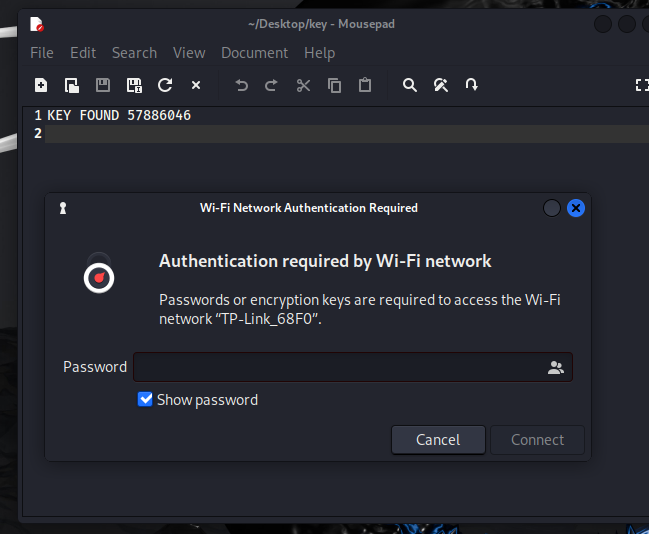 ~/Desktop/key - Mousepad
File Edit Search View Document Help
1 KEY FOUND 57886046
2
Wi-Fi Network Authentication Required
Authentication required by Wi-Fi network
Passwords or encryption keys are required to access the Wi-Fi
network “TP-Link_68F0”.
Password
Show password
Cancel Connect